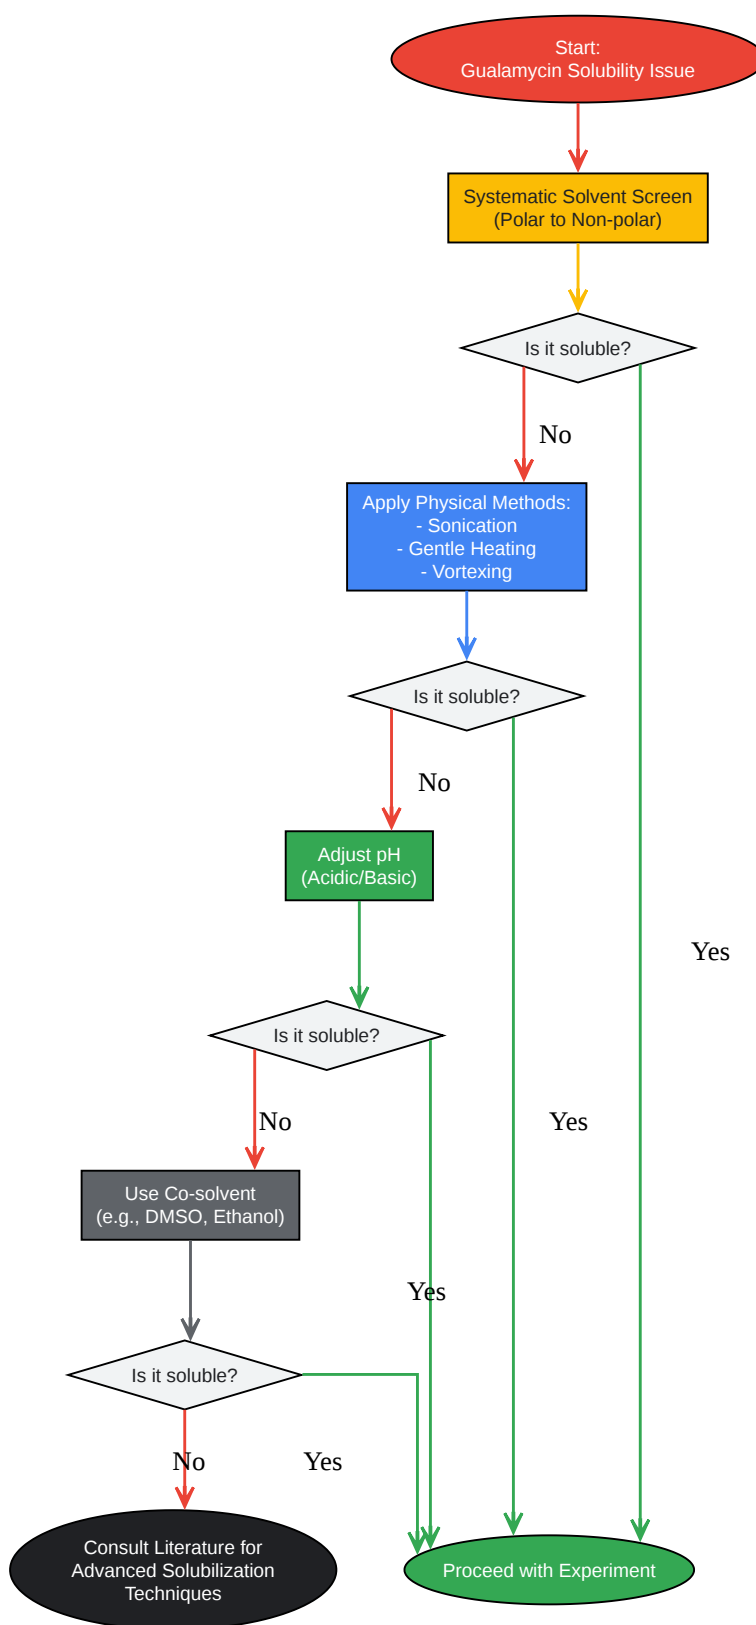 Start:
Gualamycin Solubility Issue
Systematic Solvent Screen
(Polar to Non-polar)
Is it soluble?
No
Apply Physical Methods:
- Sonication
- Gentle Heating
- Vortexing
Is it soluble?
No
Adjust pH
(Acidic/Basic)
Yes
Is it soluble?
No
Yes
Use Co-solvent
(e.g., DMSO, Ethanol)
Yes
Is it soluble?
No
Yes
Consult Literature for
Advanced Solubilization
Techniques
Proceed with Experiment